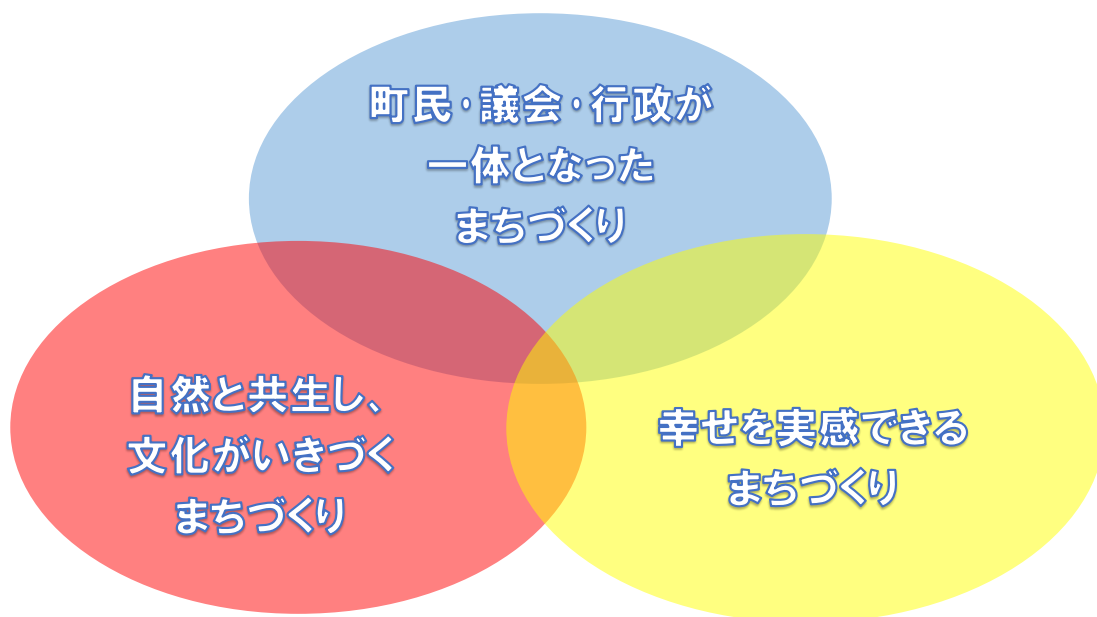 町民・議会・行政が
一体となった
まちづくり
自然と共生し、
文化がいきづく
まちづくり
幸せを実感できる
まちづくり